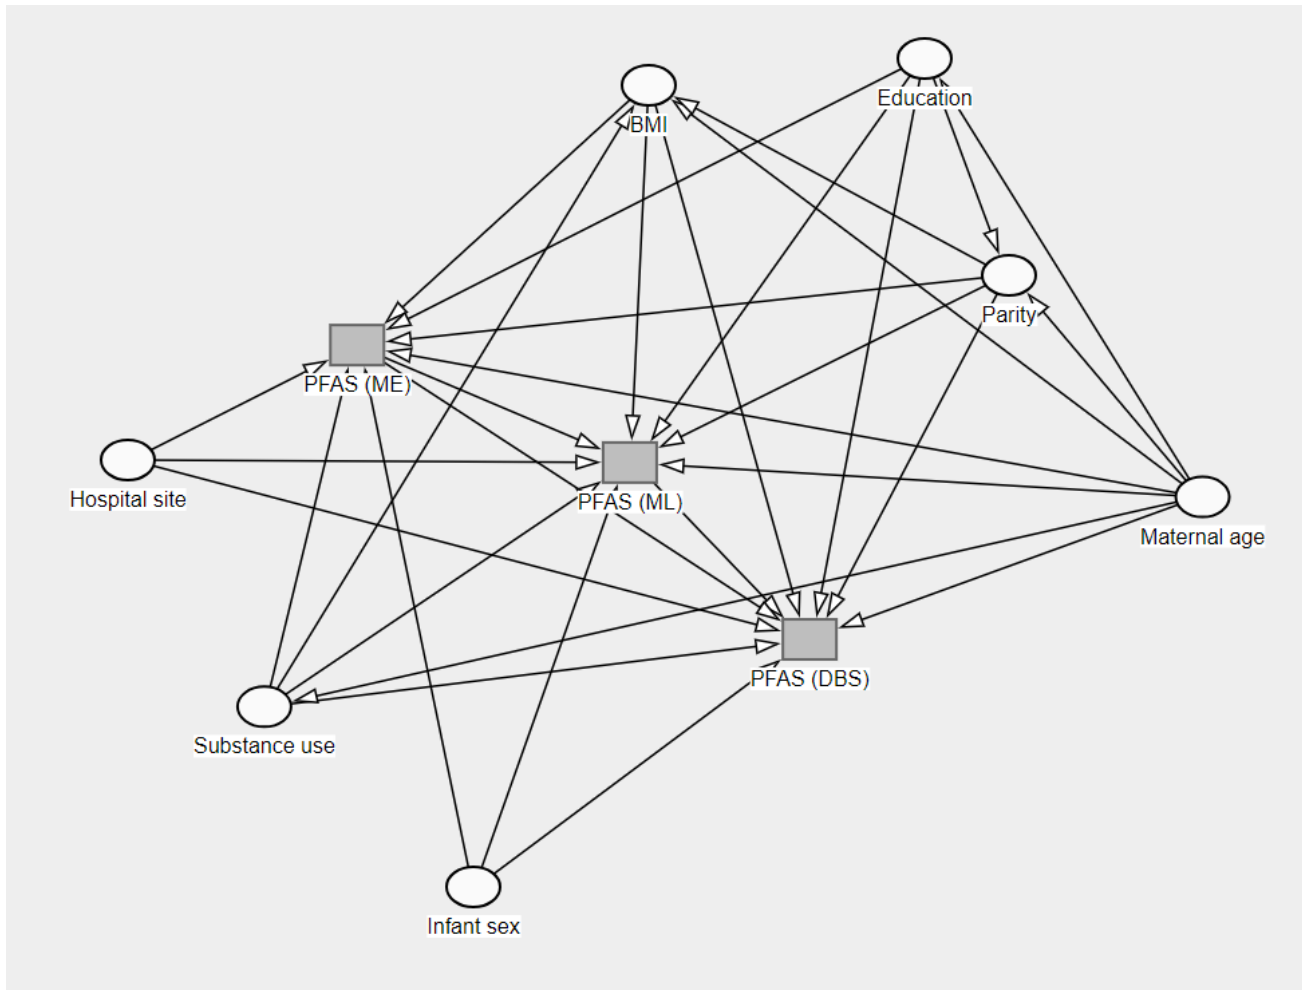 Education
BMI
Parity
PFAS (ME)
Hospital site
PFAS (ML)
Maternal age
PFAS (DBS)
Substance use
Infant sex